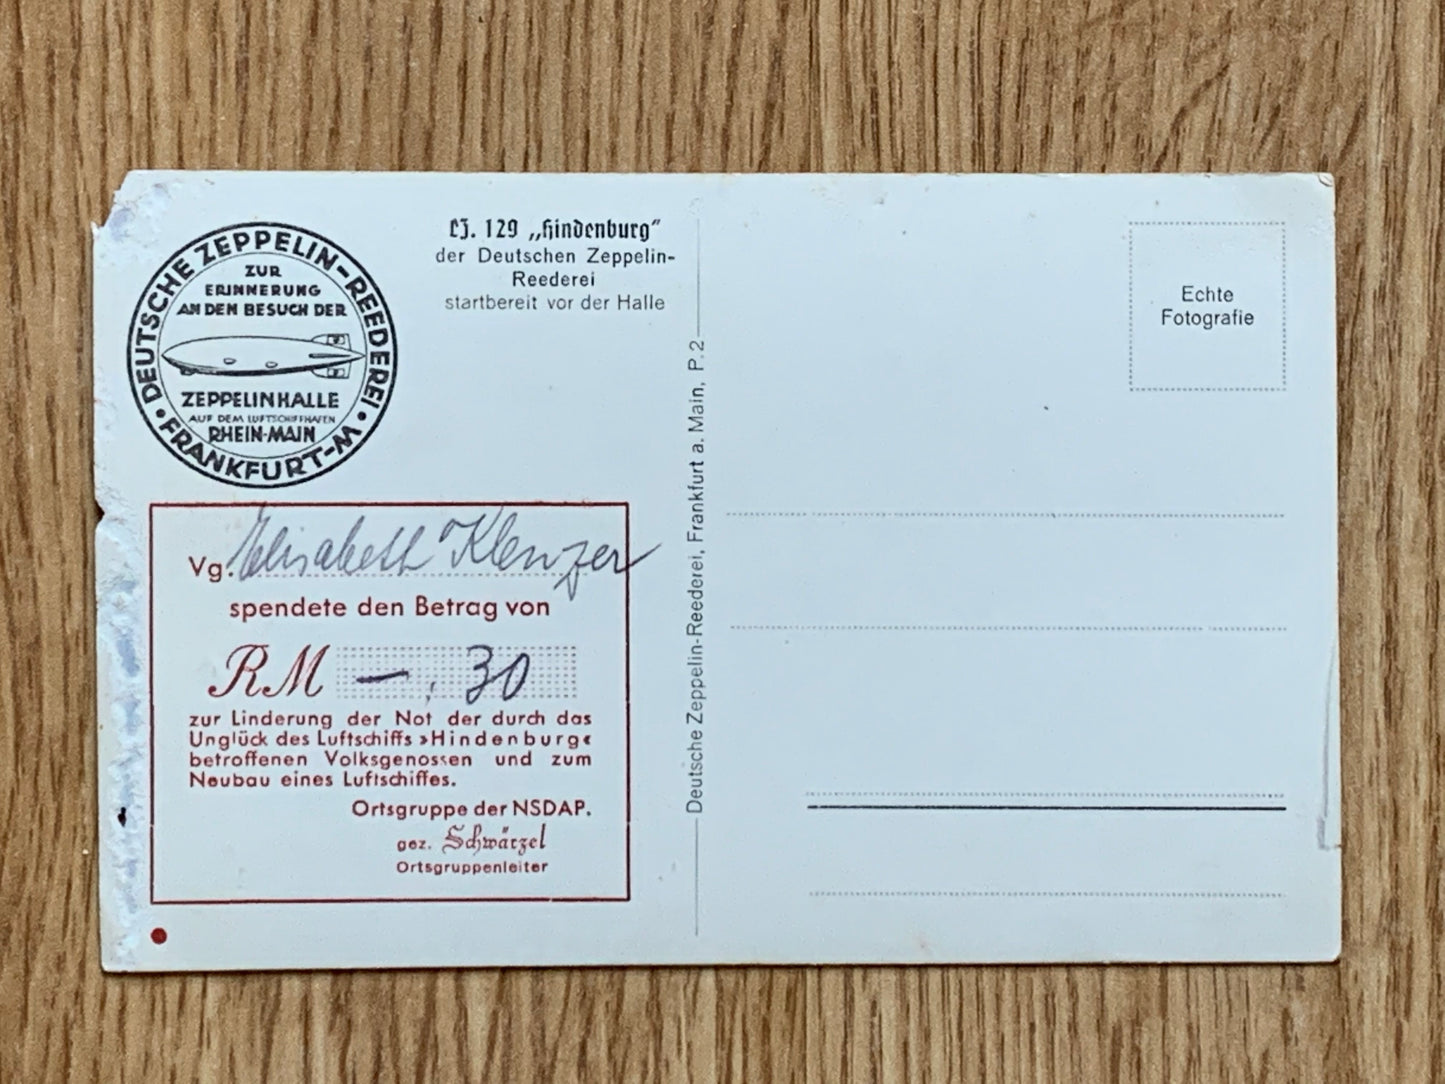 DEUTSCHE ZEPPELIN-REEDEREI
• FRANKFURT-M •
ZUR
ERINNERUNG
AN DEN BESUCH DER
ZEPPELINHALLE
AUF DEM LUFTSCHIFFHAFEN
RHEIN-MAIN
LZ. 129 „Hindenburg“
der Deutschen Zeppelin-
Reederei
startbereit vor der Halle
Vg. Elisabeth Klenzer
spendete den Betrag von
RM —, 30
zur Linderung der Not der durch das
Unglück des Luftschiffs »Hindenburg«
betroffenen Volksgenossen und zum
Neubau eines Luftschiffes.
Ortsgruppe der NSDAP.
gez. Schwärzel
Ortsgruppenleiter
Deutsche Zeppelin-Reederei, Frankfurt a. Main, P. 2
Echte
Fotografie